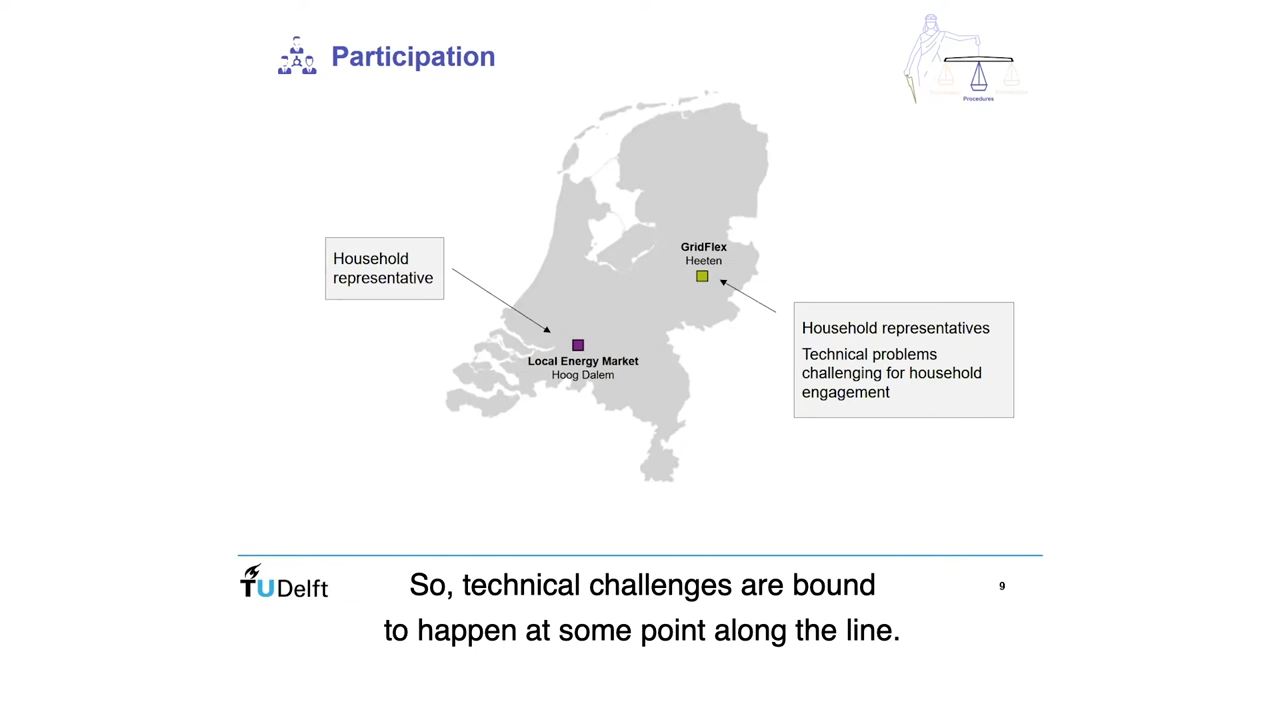 Participation
Procedures
Household
representative
GridFlex
Heeten
Household representatives
Technical problems
challenging for household
engagement
Local Energy Market
Hoog Dalem
TU Delft
So, technical challenges are bound
to happen at some point along the line.
9